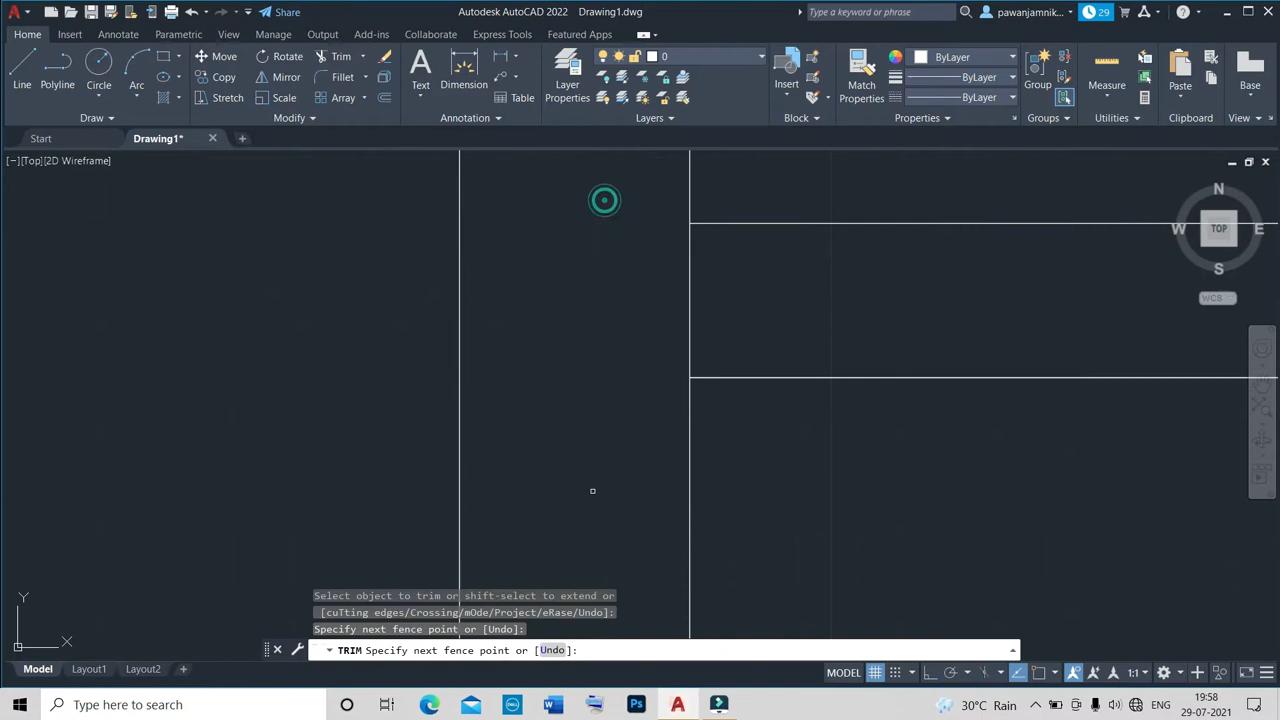 Share
Autodesk AutoCAD 2022 Drawing1.dwg
Type a keyword or phrase
pawanjamnik...
29
Home Insert Annotate Parametric View Manage Output Add-ins Collaborate Express Tools Featured Apps
Line Polyline Circle Arc
Move Rotate Trim
Copy Mirror Fillet
Stretch Scale Array
Text Dimension Table
Layer Properties
0
Insert
Match Properties
ByLayer
ByLayer
ByLayer
Group Measure Paste Base
Draw Modify Annotation Layers Block Properties Groups Utilities Clipboard View
Start Drawing1*
[−][Top][2D Wireframe]
N
W TOP E
S
WCS
Select object to trim or shift-select to extend or
[cuTting edges/Crossing/mOde/Project/eRase/Undo]:
Specify next fence point or [Undo]:
TRIM Specify next fence point or [Undo]:
Y
X
Model Layout1 Layout2
MODEL 1:1
Type here to search
30°C Rain ENG 19:58
29-07-2021